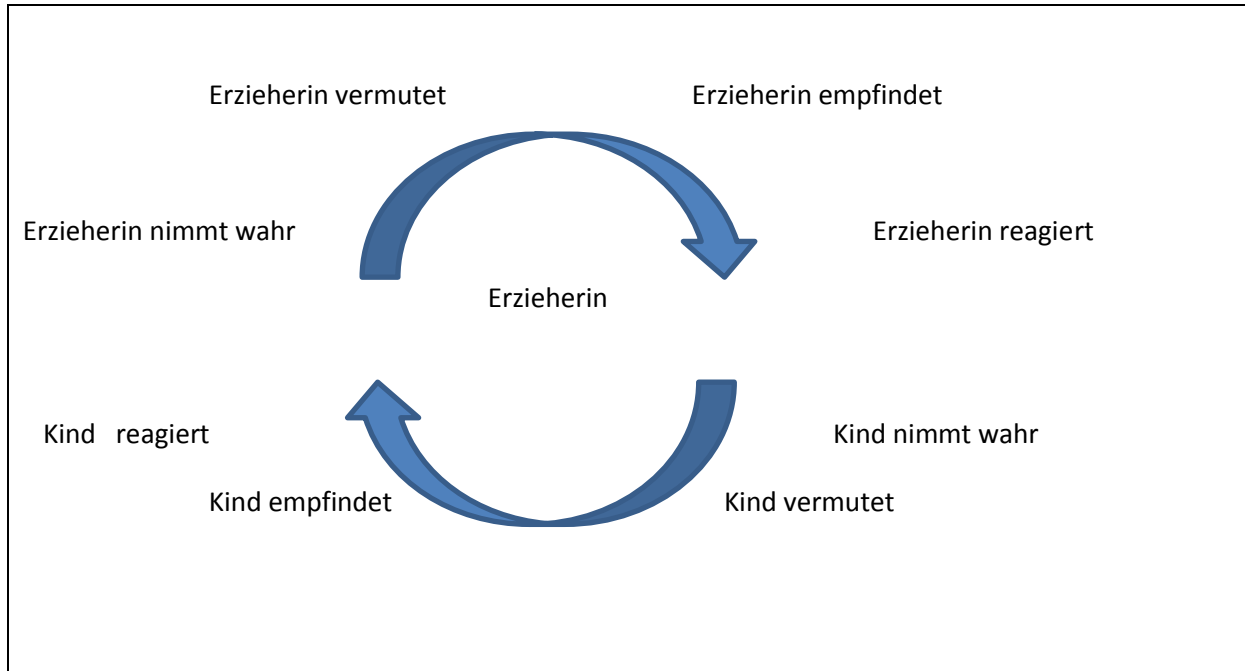 Erzieherin vermutet Erzieherin empfindet
Erzieherin nimmt wahr Erzieherin reagiert
Erzieherin
Kind reagiert Kind nimmt wahr
Kind empfindet Kind vermutet